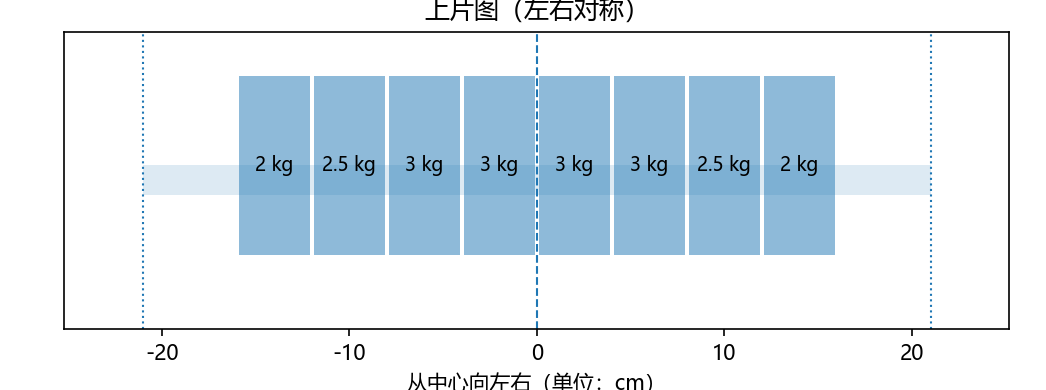 上片图（左右对称）
2 kg 2.5 kg 3 kg 3 kg 3 kg 3 kg 2.5 kg 2 kg
-20 -10 0 10 20
从中心向左右（单位：cm）